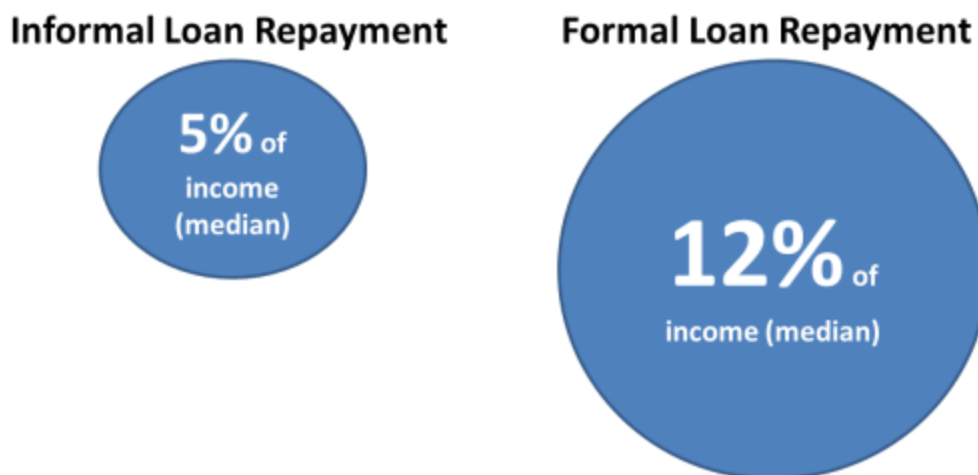 Informal Loan Repayment
5% of
income
(median)
Formal Loan Repayment
12% of
income (median)